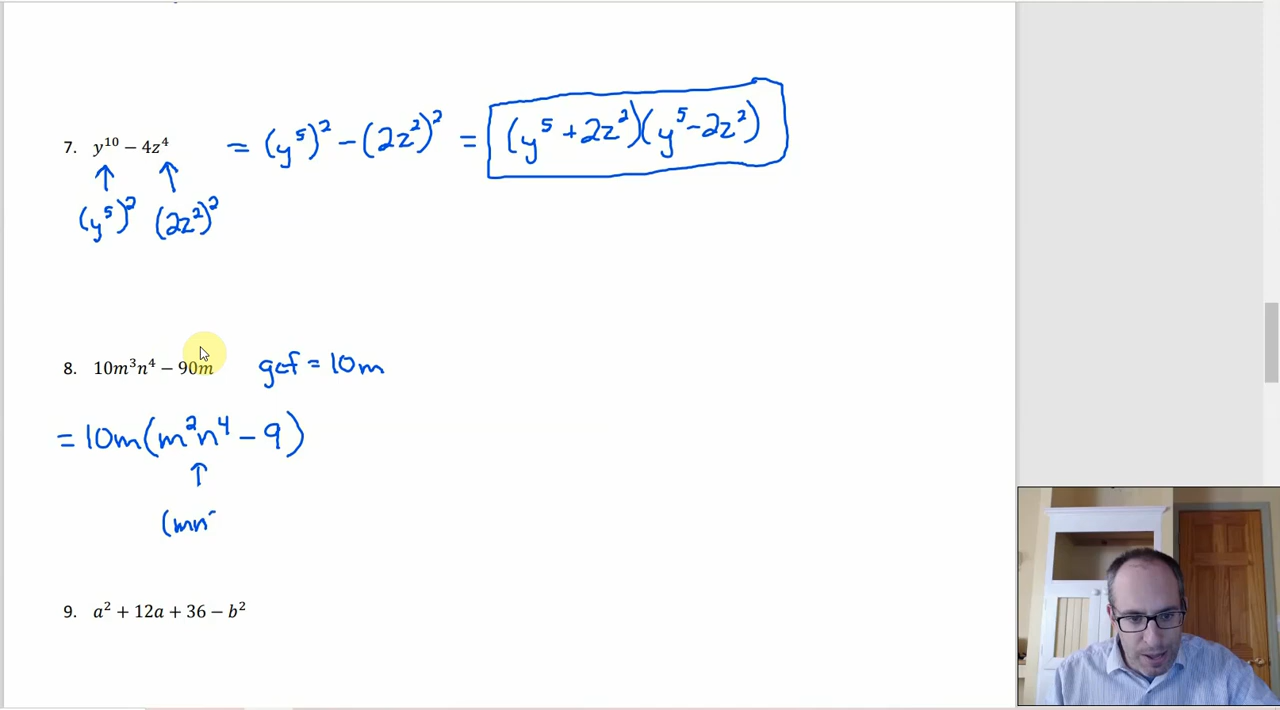 7. y¹⁰ − 4z⁴ = (y⁵)² − (2z²)² = (y⁵ + 2z²)(y⁵ − 2z²)
↑ ↑
(y⁵)² (2z²)²
8. 10m³n⁴ − 90m gcf = 10m
= 10m(m²n⁴ − 9)
↑
(mn
9. a² + 12a + 36 − b²